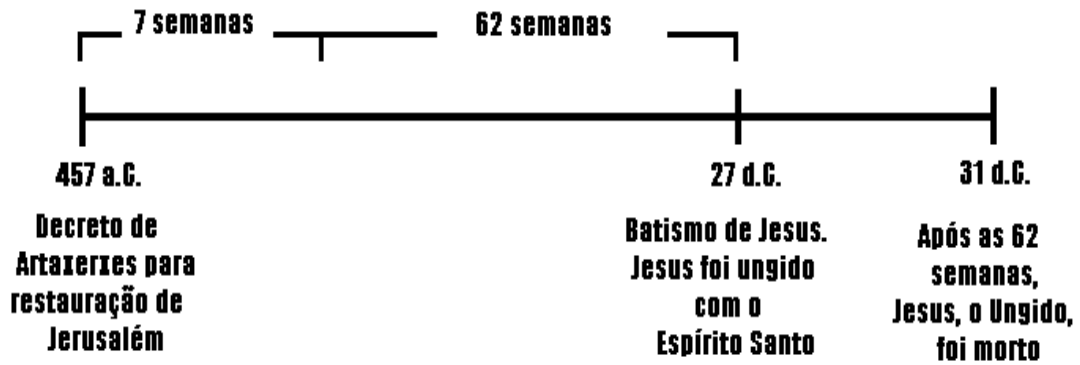 7 semanas
62 semanas
457 a.C.
27 d.C.
31 d.C.
Decreto de
Artaxerxes para
restauração de
Jerusalém
Batismo de Jesus.
Jesus foi ungido
com o
Espírito Santo
Após as 62
semanas,
Jesus, o Ungido,
foi morto